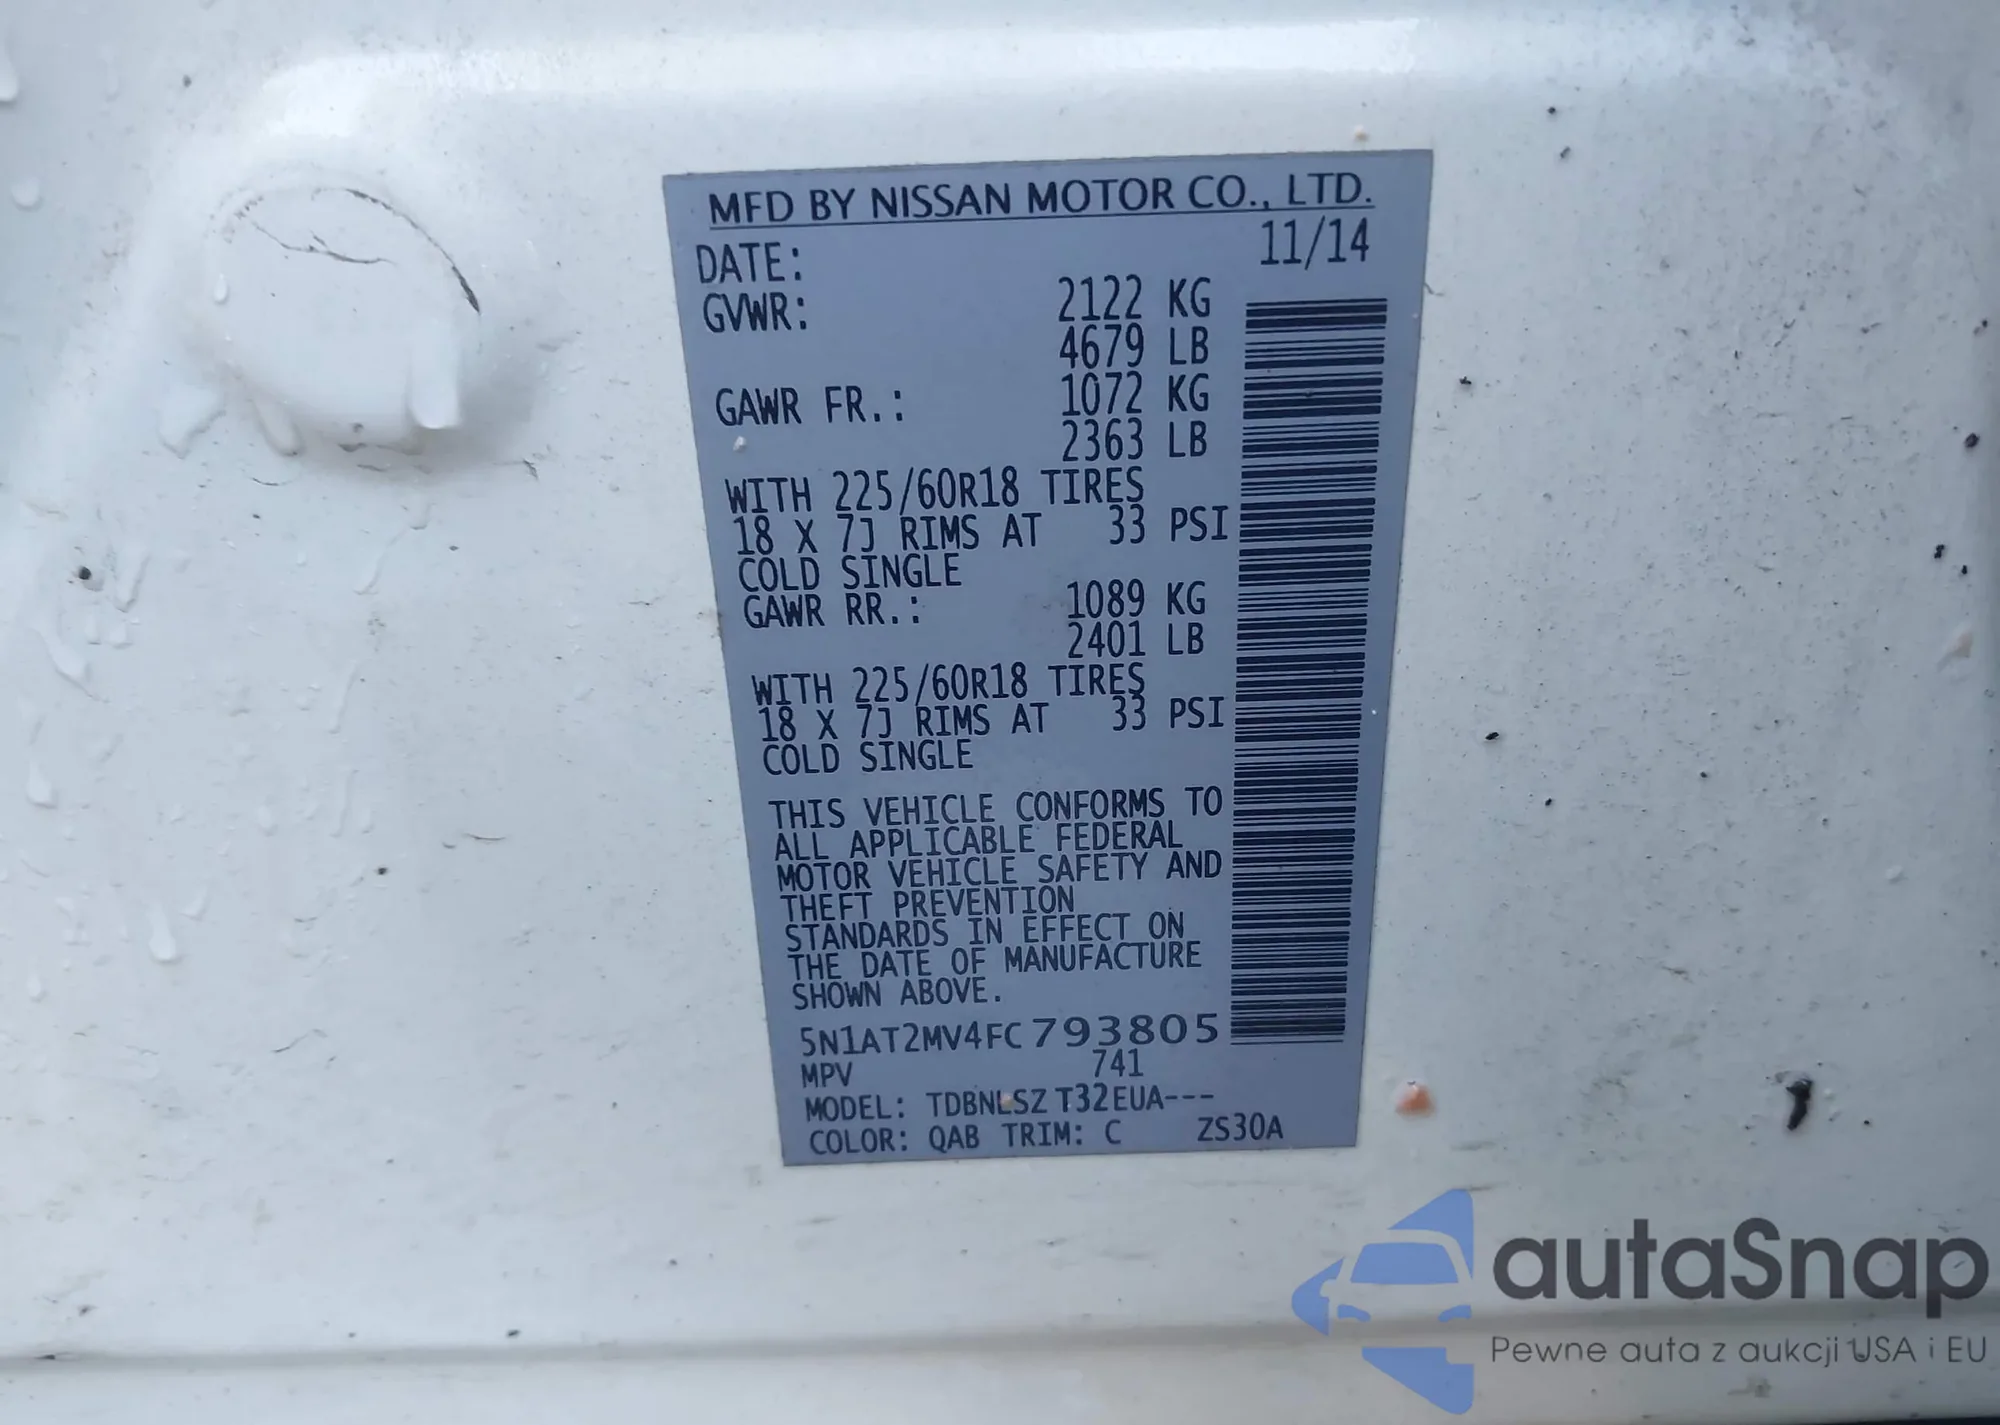 MFD BY NISSAN MOTOR CO., LTD.
DATE: 11/14
GVWR: 2122 KG
4679 LB
GAWR FR.: 1072 KG
2363 LB
WITH 225/60R18 TIRES
18 X 7J RIMS AT 33 PSI
COLD SINGLE
GAWR RR.: 1089 KG
2401 LB
WITH 225/60R18 TIRES
18 X 7J RIMS AT 33 PSI
COLD SINGLE
THIS VEHICLE CONFORMS TO
ALL APPLICABLE FEDERAL
MOTOR VEHICLE SAFETY AND
THEFT PREVENTION
STANDARDS IN EFFECT ON
THE DATE OF MANUFACTURE
SHOWN ABOVE.
5N1AT2MV4FC793805
MPV 741
MODEL: TDBNLSZ T32EUA---
COLOR: QAB TRIM: C ZS30A
autaSnap
Pewne auta z aukcji USA i EU